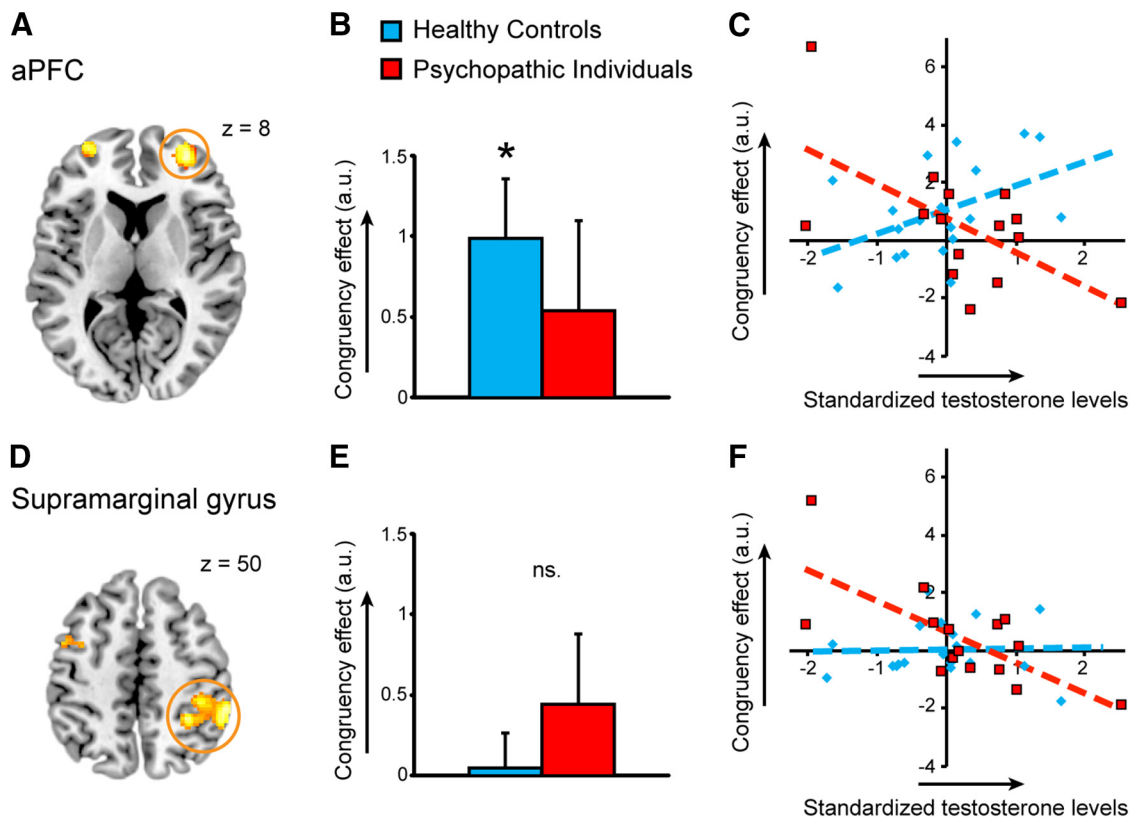 A
aPFC
z = 8
B
Healthy Controls
Psychopathic Individuals
*
1.5
1
0.5
0
Congruency effect (a.u.)
C
6
4
2
-2
-4
-2
-1
0
1
2
Congruency effect (a.u.)
Standardized testosterone levels
D
Supramarginal gyrus
z = 50
E
ns.
1.5
1
0.5
0
Congruency effect (a.u.)
F
6
4
2
-2
-4
-2
-1
0
1
2
Congruency effect (a.u.)
Standardized testosterone levels